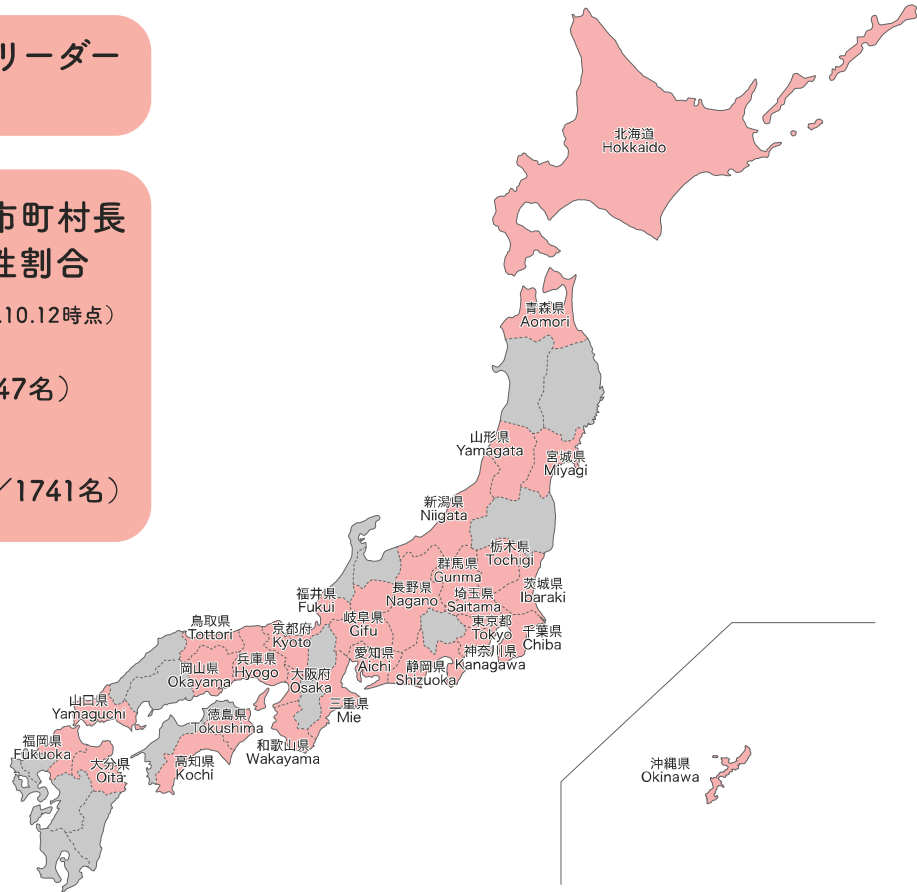 リーダー
市町村長
性割合
.10.12時点）
47名）
／1741名）
北海道
Hokkaido
青森県
Aomori
山形県
Yamagata
宮城県
Miyagi
新潟県
Niigata
栃木県
Tochigi
群馬県
Gunma
茨城県
Ibaraki
長野県
Nagano
埼玉県
Saitama
福井県
Fukui
岐阜県
Gifu
東京都
Tokyo
千葉県
Chiba
鳥取県
Tottori
京都府
Kyoto
神奈川県
Kanagawa
愛知県
Aichi
静岡県
Shizuoka
兵庫県
Hyogo
岡山県
Okayama
大阪府
Osaka
三重県
Mie
山口県
Yamaguchi
徳島県
Tokushima
和歌山県
Wakayama
福岡県
Fukuoka
大分県
Oita
高知県
Kochi
沖縄県
Okinawa